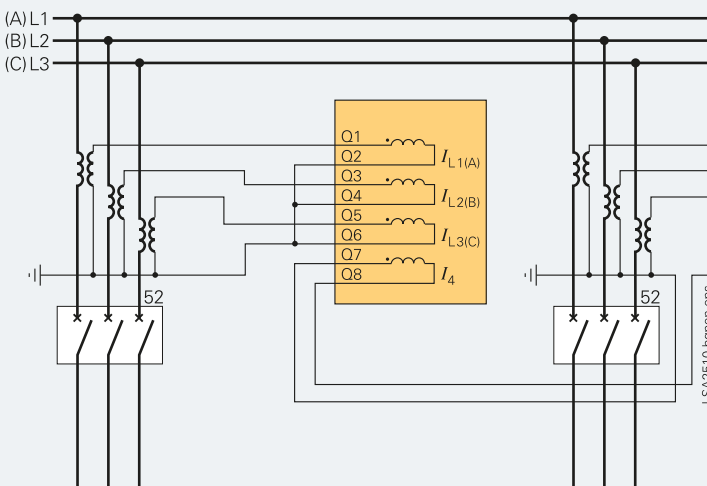 (A) L1
(B) L2
(C) L3
Q1
Q2
IL1(A)
Q3
Q4
IL2(B)
Q5
Q6
IL3(C)
Q7
Q8
I4
52
52